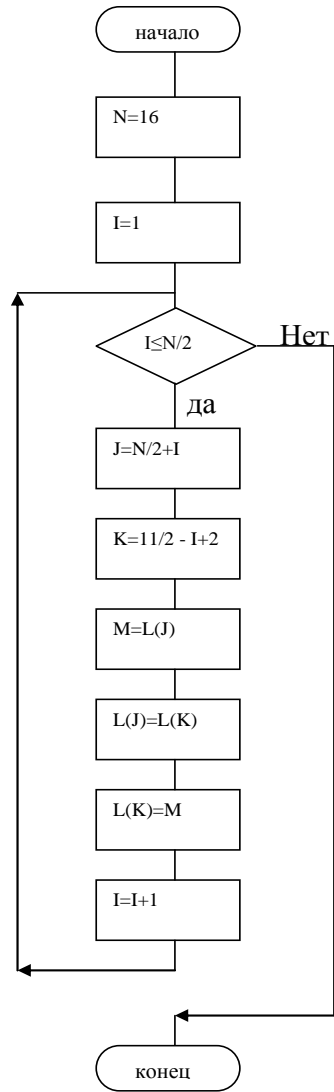 начало
N=16
I=1
I≤N/2
Нет
да
J=N/2+I
K=11/2 - I+2
M=L(J)
L(J)=L(K)
L(K)=M
I=I+1
конец